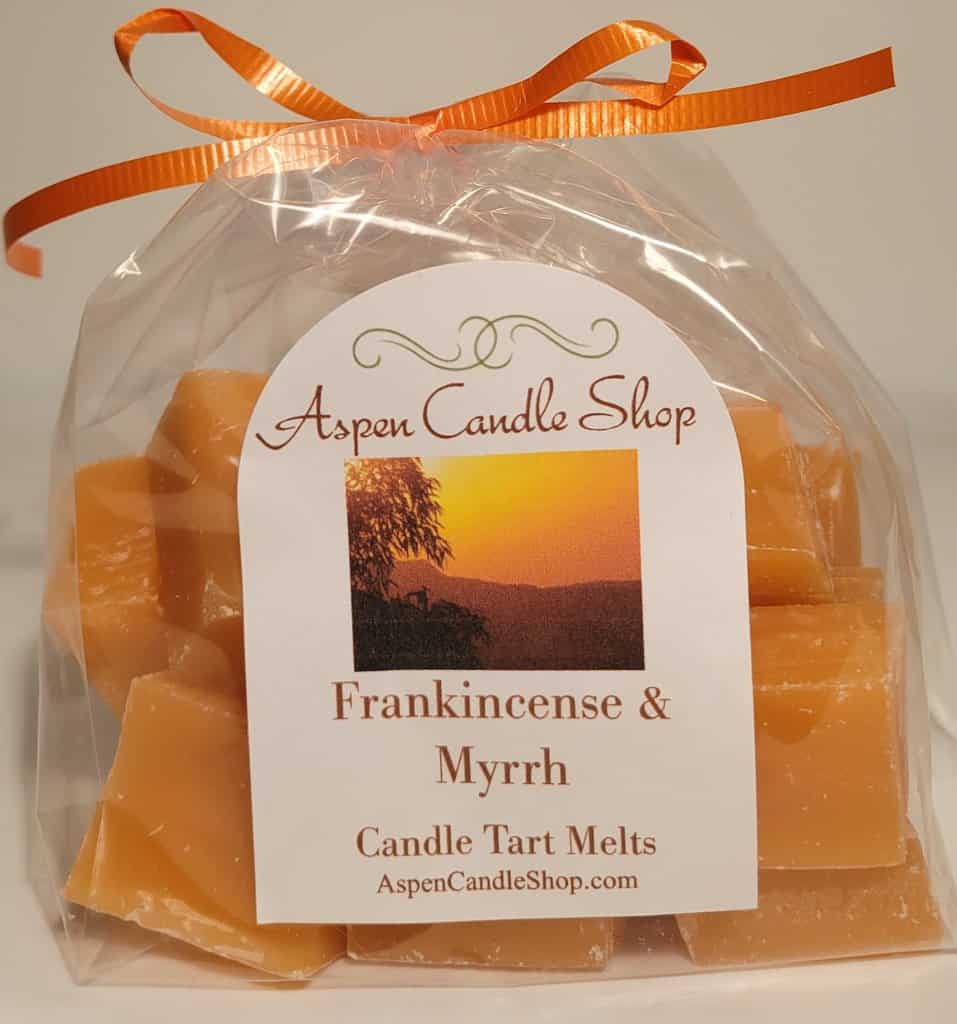 Aspen Candle Shop
Frankincense &
Myrrh
Candle Tart Melts
AspenCandleShop.com